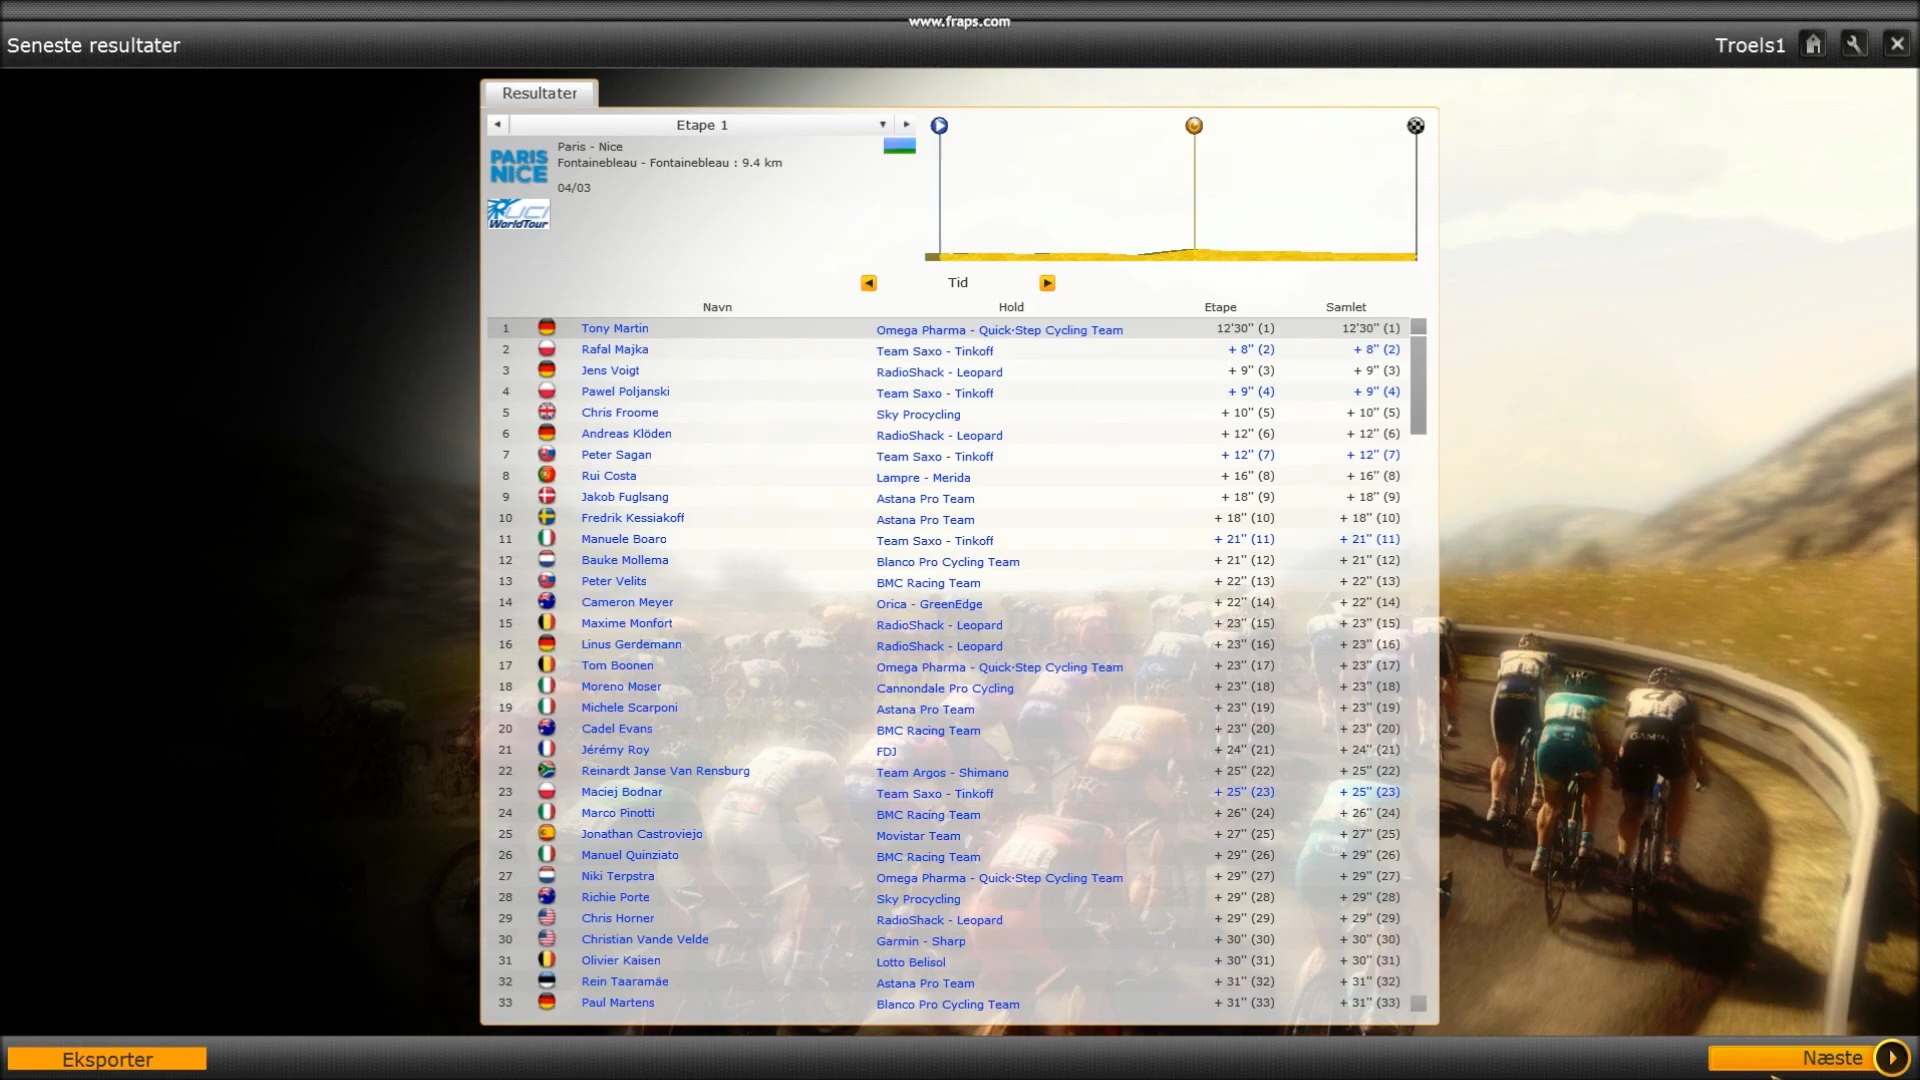 www.fraps.com
Seneste resultater
Troels1
Resultater
Etape 1
PARIS NICE
Paris - Nice
Fontainebleau - Fontainebleau : 9.4 km
04/03
UCI WorldTour
Tid
Navn Hold Etape Samlet
1 Tony Martin Omega Pharma - Quick·Step Cycling Team 12'30'' (1) 12'30'' (1)
2 Rafal Majka Team Saxo - Tinkoff + 8'' (2) + 8'' (2)
3 Jens Voigt RadioShack - Leopard + 9'' (3) + 9'' (3)
4 Pawel Poljanski Team Saxo - Tinkoff + 9'' (4) + 9'' (4)
5 Chris Froome Sky Procycling + 10'' (5) + 10'' (5)
6 Andreas Klöden RadioShack - Leopard + 12'' (6) + 12'' (6)
7 Peter Sagan Team Saxo - Tinkoff + 12'' (7) + 12'' (7)
8 Rui Costa Lampre - Merida + 16'' (8) + 16'' (8)
9 Jakob Fuglsang Astana Pro Team + 18'' (9) + 18'' (9)
10 Fredrik Kessiakoff Astana Pro Team + 18'' (10) + 18'' (10)
11 Manuele Boaro Team Saxo - Tinkoff + 21'' (11) + 21'' (11)
12 Bauke Mollema Blanco Pro Cycling Team + 21'' (12) + 21'' (12)
13 Peter Velits BMC Racing Team + 22'' (13) + 22'' (13)
14 Cameron Meyer Orica - GreenEdge + 22'' (14) + 22'' (14)
15 Maxime Monfort RadioShack - Leopard + 23'' (15) + 23'' (15)
16 Linus Gerdemann RadioShack - Leopard + 23'' (16) + 23'' (16)
17 Tom Boonen Omega Pharma - Quick·Step Cycling Team + 23'' (17) + 23'' (17)
18 Moreno Moser Cannondale Pro Cycling + 23'' (18) + 23'' (18)
19 Michele Scarponi Astana Pro Team + 23'' (19) + 23'' (19)
20 Cadel Evans BMC Racing Team + 23'' (20) + 23'' (20)
21 Jérémy Roy FDJ + 24'' (21) + 24'' (21)
22 Reinardt Janse Van Rensburg Team Argos - Shimano + 25'' (22) + 25'' (22)
23 Maciej Bodnar Team Saxo - Tinkoff + 25'' (23) + 25'' (23)
24 Marco Pinotti BMC Racing Team + 26'' (24) + 26'' (24)
25 Jonathan Castroviejo Movistar Team + 27'' (25) + 27'' (25)
26 Manuel Quinziato BMC Racing Team + 29'' (26) + 29'' (26)
27 Niki Terpstra Omega Pharma - Quick·Step Cycling Team + 29'' (27) + 29'' (27)
28 Richie Porte Sky Procycling + 29'' (28) + 29'' (28)
29 Chris Horner RadioShack - Leopard + 29'' (29) + 29'' (29)
30 Christian Vande Velde Garmin - Sharp + 30'' (30) + 30'' (30)
31 Olivier Kaisen Lotto Belisol + 30'' (31) + 30'' (31)
32 Rein Taaramäe Astana Pro Team + 31'' (32) + 31'' (32)
33 Paul Martens Blanco Pro Cycling Team + 31'' (33) + 31'' (33)
GARMIN
Eksporter
Næste